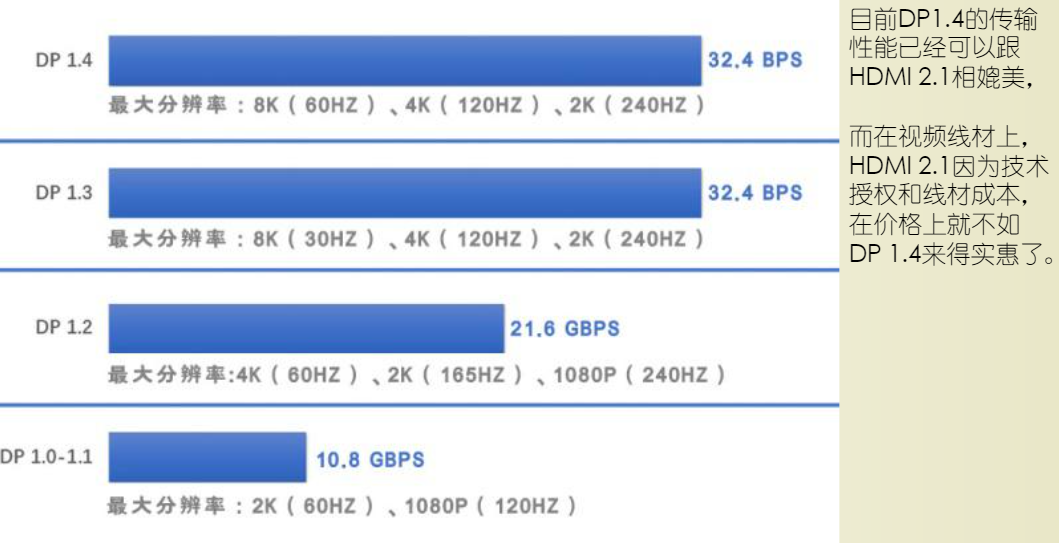 DP 1.4
32.4 BPS
最大分辨率：8K（60HZ）、4K（120HZ）、2K（240HZ）
DP 1.3
32.4 BPS
最大分辨率：8K（30HZ）、4K（120HZ）、2K（240HZ）
DP 1.2
21.6 GBPS
最大分辨率:4K（60HZ）、2K（165HZ）、1080P（240HZ）
DP 1.0-1.1
10.8 GBPS
最大分辨率：2K（60HZ）、1080P（120HZ）
目前DP1.4的传输
性能已经可以跟
HDMI 2.1相媲美，
而在视频线材上，
HDMI 2.1因为技术
授权和线材成本，
在价格上就不如
DP 1.4来得实惠了。